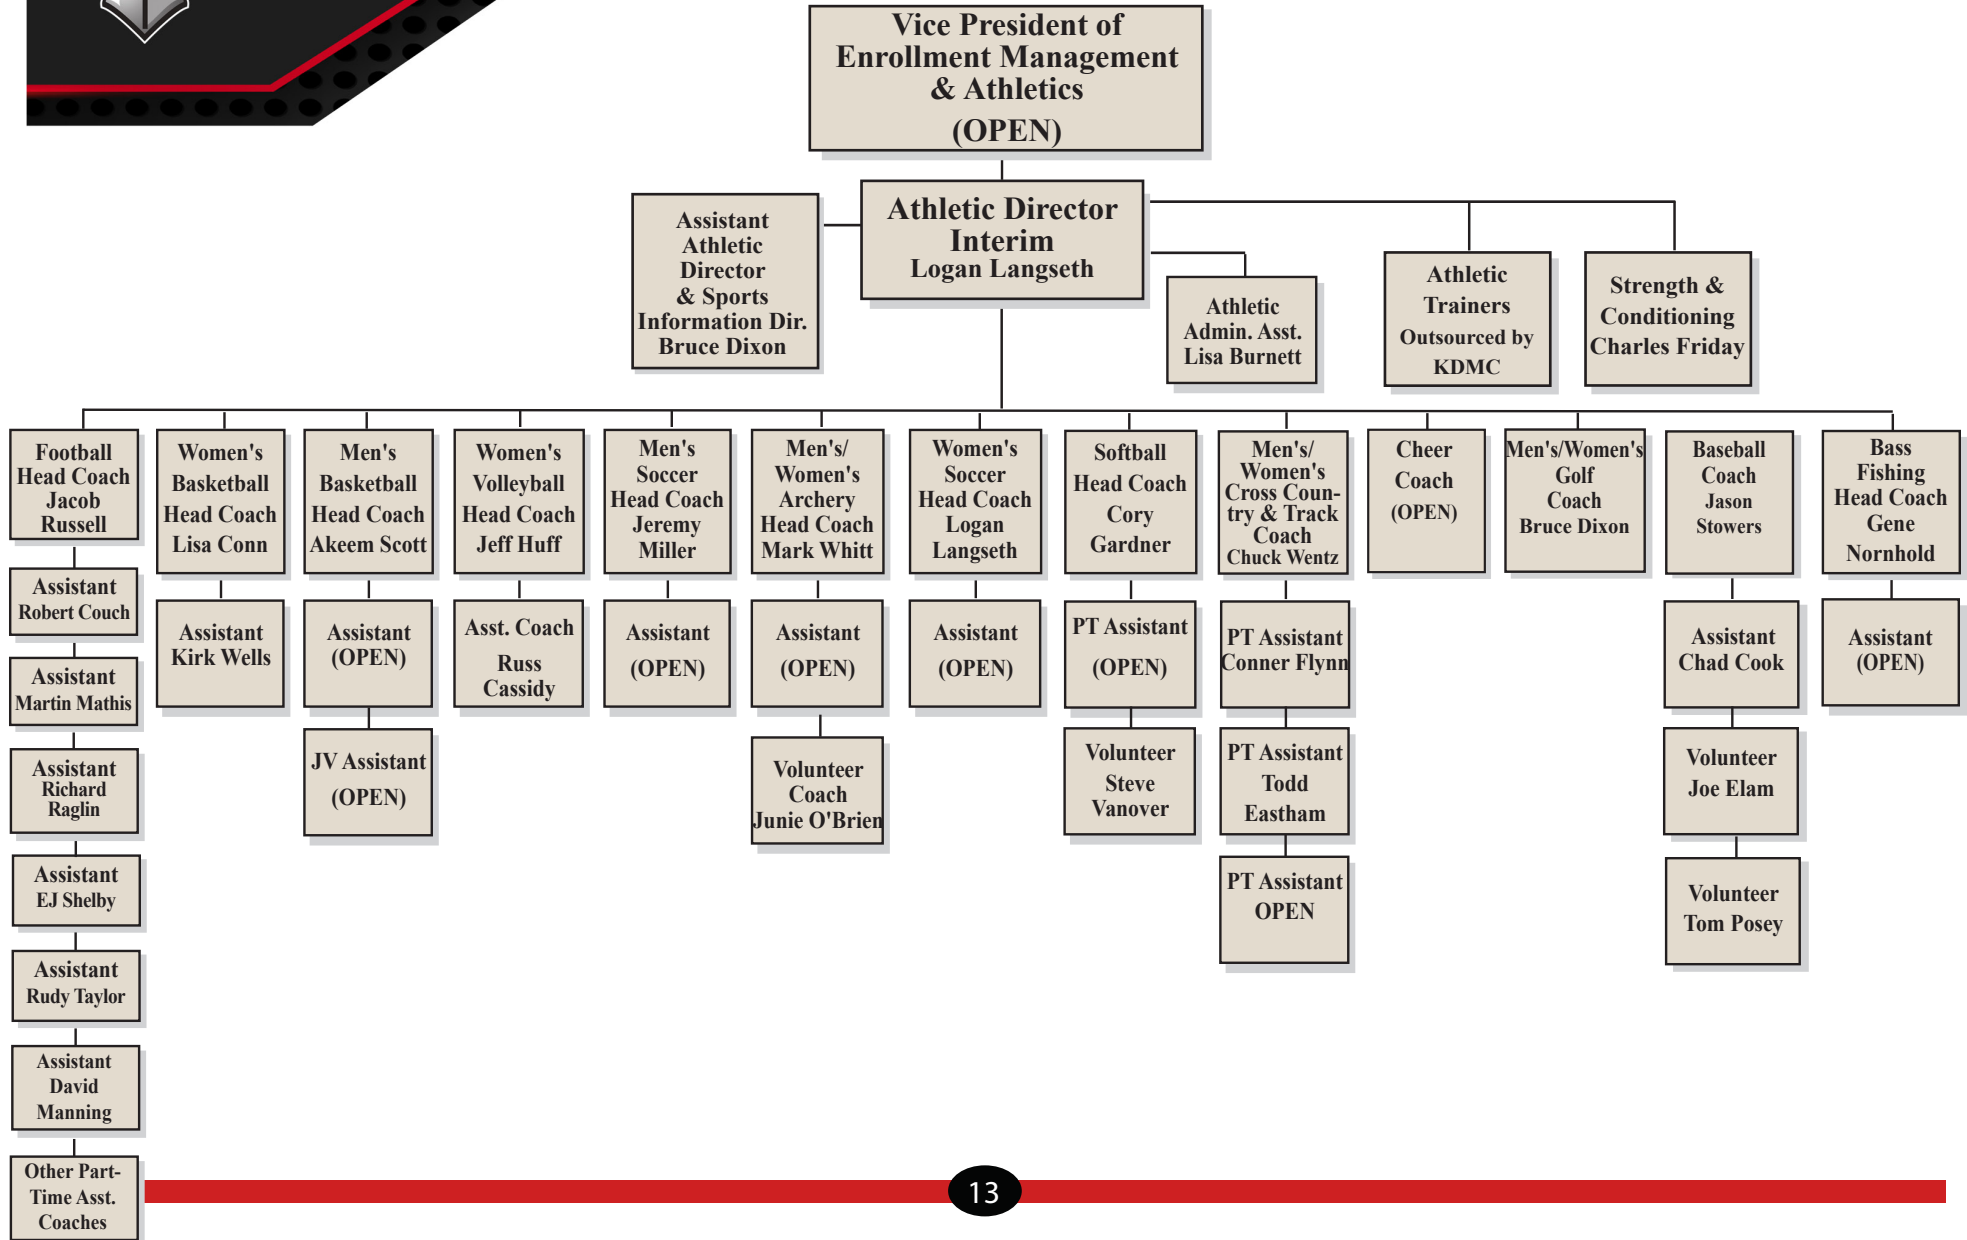 Vice President of
Enrollment Management
& Athletics
(OPEN)
Athletic Director
Interim
Logan Langseth
Assistant
Athletic
Director
& Sports
Information Dir.
Bruce Dixon
Athletic
Admin. Asst.
Lisa Burnett
Athletic
Trainers
Outsourced by
KDMC
Strength &
Conditioning
Charles Friday
Football
Head Coach
Jacob
Russell
Assistant
Robert Couch
Assistant
Martin Mathis
Assistant
Richard
Raglin
Assistant
EJ Shelby
Assistant
Rudy Taylor
Assistant
David
Manning
Other Part-
Time Asst.
Coaches
Women's
Basketball
Head Coach
Lisa Conn
Assistant
Kirk Wells
Men's
Basketball
Head Coach
Akeem Scott
Assistant
(OPEN)
JV Assistant
(OPEN)
Women's
Volleyball
Head Coach
Jeff Huff
Asst. Coach
Russ
Cassidy
Men's
Soccer
Head Coach
Jeremy
Miller
Assistant
(OPEN)
Men's/
Women's
Archery
Head Coach
Mark Whitt
Assistant
(OPEN)
Volunteer
Coach
Junie O'Brien
Women's
Soccer
Head Coach
Logan
Langseth
Assistant
(OPEN)
Softball
Head Coach
Cory
Gardner
PT Assistant
(OPEN)
Volunteer
Steve
Vanover
Men's/
Women's
Cross Coun-
try & Track
Coach
Chuck Wentz
PT Assistant
Conner Flynn
PT Assistant
Todd
Eastham
PT Assistant
OPEN
Cheer
Coach
(OPEN)
Men's/Women's
Golf
Coach
Bruce Dixon
Baseball
Coach
Jason
Stowers
Assistant
Chad Cook
Volunteer
Joe Elam
Volunteer
Tom Posey
Bass
Fishing
Head Coach
Gene
Nornhold
Assistant
(OPEN)
13